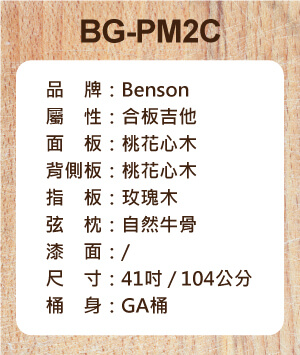 BG-PM2C
品 牌：Benson
屬 性：合板吉他
面 板：桃花心木
背側板：桃花心木
指 板：玫瑰木
弦 枕：自然牛骨
漆 面：/
尺 寸：41吋 / 104公分
桶 身：GA桶